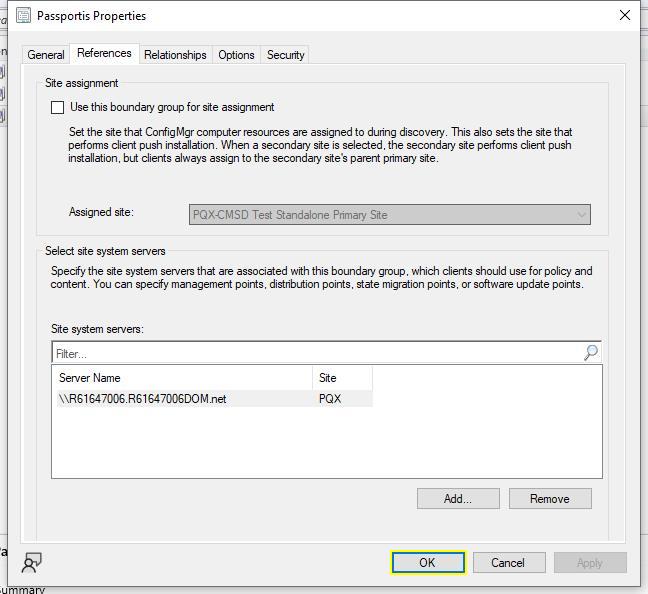 Passportis Properties
General References Relationships Options Security
Site assignment
Use this boundary group for site assignment
Set the site that ConfigMgr computer resources are assigned to during discovery. This also sets the site that
performs client push installation. When a secondary site is selected, the secondary site performs client push
installation, but clients always assign to the secondary site's parent primary site.
Assigned site: PQX-CMSD Test Standalone Primary Site
Select site system servers
Specify the site system servers that are associated with this boundary group, which clients should use for policy and
content. You can specify management points, distribution points, state migration points, or software update points.
Site system servers:
Filter...
Server Name Site
\\R61647006.R61647006DOM.net PQX
Add... Remove
OK Cancel Apply